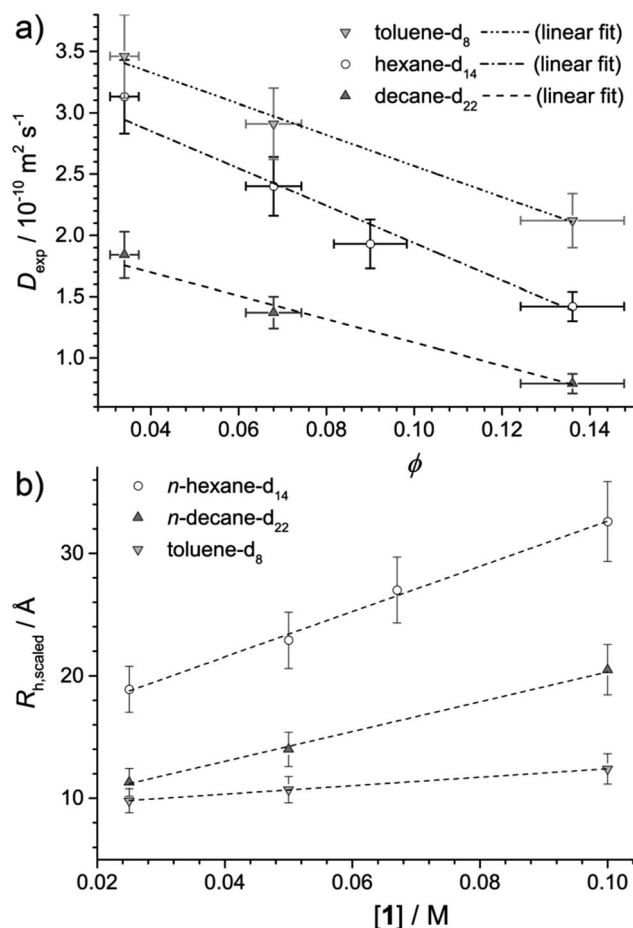 a)
toluene-d8 (linear fit)
hexane-d14 (linear fit)
decane-d22 (linear fit)
3.5
3.0
2.5
2.0
1.5
1.0
Dexp / 10-10 m2 s-1
0.04 0.06 0.08 0.10 0.12 0.14
ϕ
b)
n-hexane-d14
n-decane-d22
toluene-d8
30
20
10
Rh,scaled / Å
0.02 0.04 0.06 0.08 0.10
[1] / M